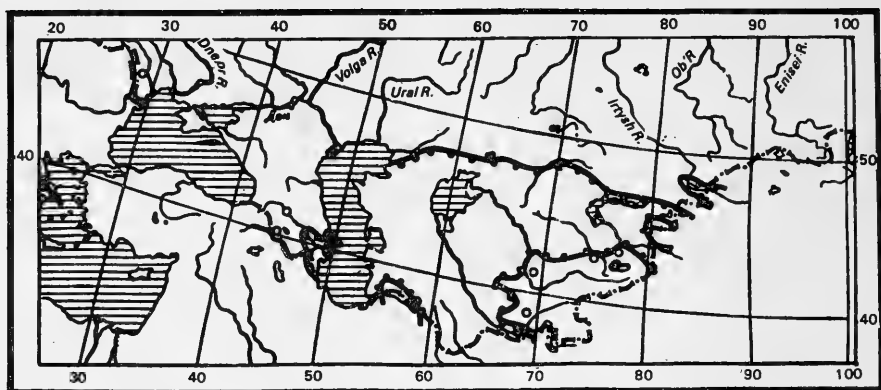 20 30 40 50 60 70 80 90 100
Dnepr R.
Volga R.
Ural R.
Irtysh R.
Ob' R
Enisei R.
40
50
40
30 40 50 60 70 80 90 100